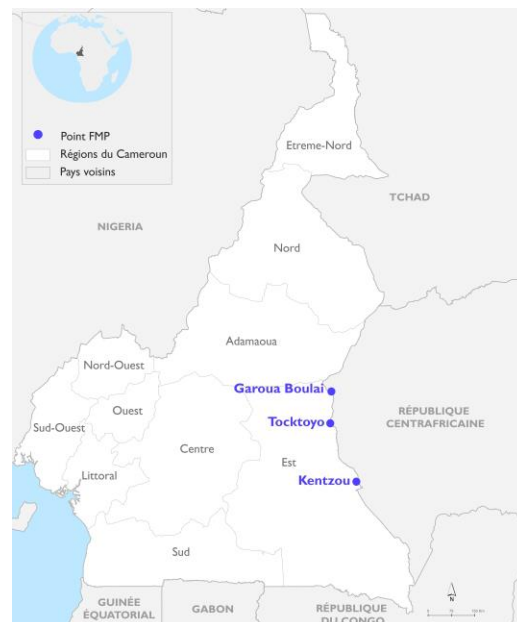 Point FMP
Régions du Cameroun
Pays voisins
Etreme-Nord
TCHAD
NIGERIA
Nord
Adamaoua
Nord-Ouest
Garoua Boulai
RÉPUBLIQUE
CENTRAFRICAINE
Ouest
Tocktoyo
Sud-Ouest
Centre
Est
Littoral
Kentzou
Sud
N
GUINÉE
ÉQUATORIAL
GABON
RÉPUBLIQUE
DU CONGO